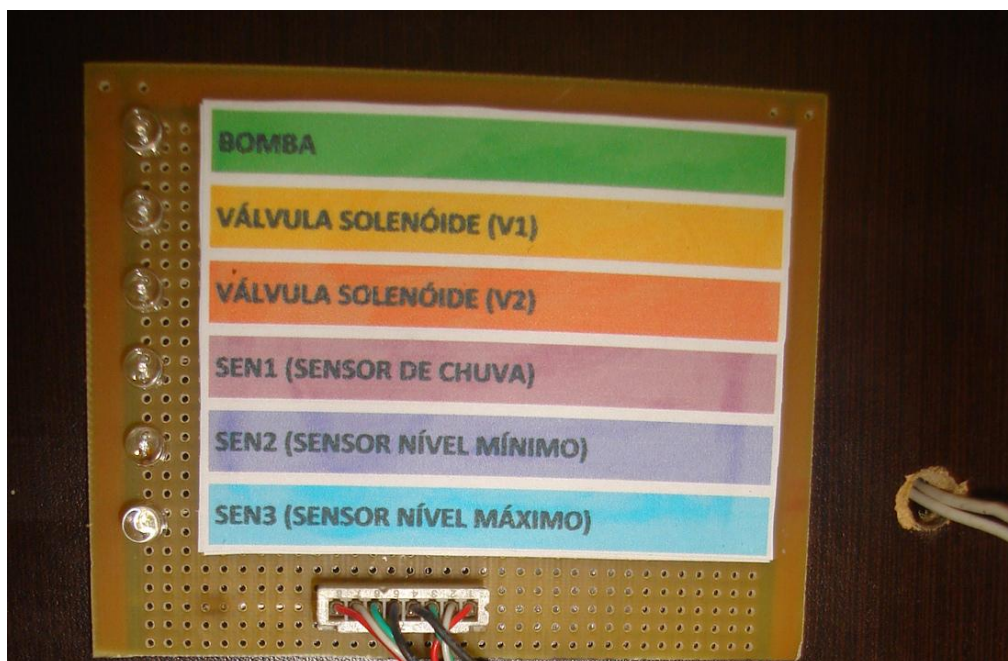 BOMBA
VÁLVULA SOLENÓIDE (V1)
VÁLVULA SOLENÓIDE (V2)
SEN1 (SENSOR DE CHUVA)
SEN2 (SENSOR NÍVEL MÍNIMO)
SEN3 (SENSOR NÍVEL MÁXIMO)